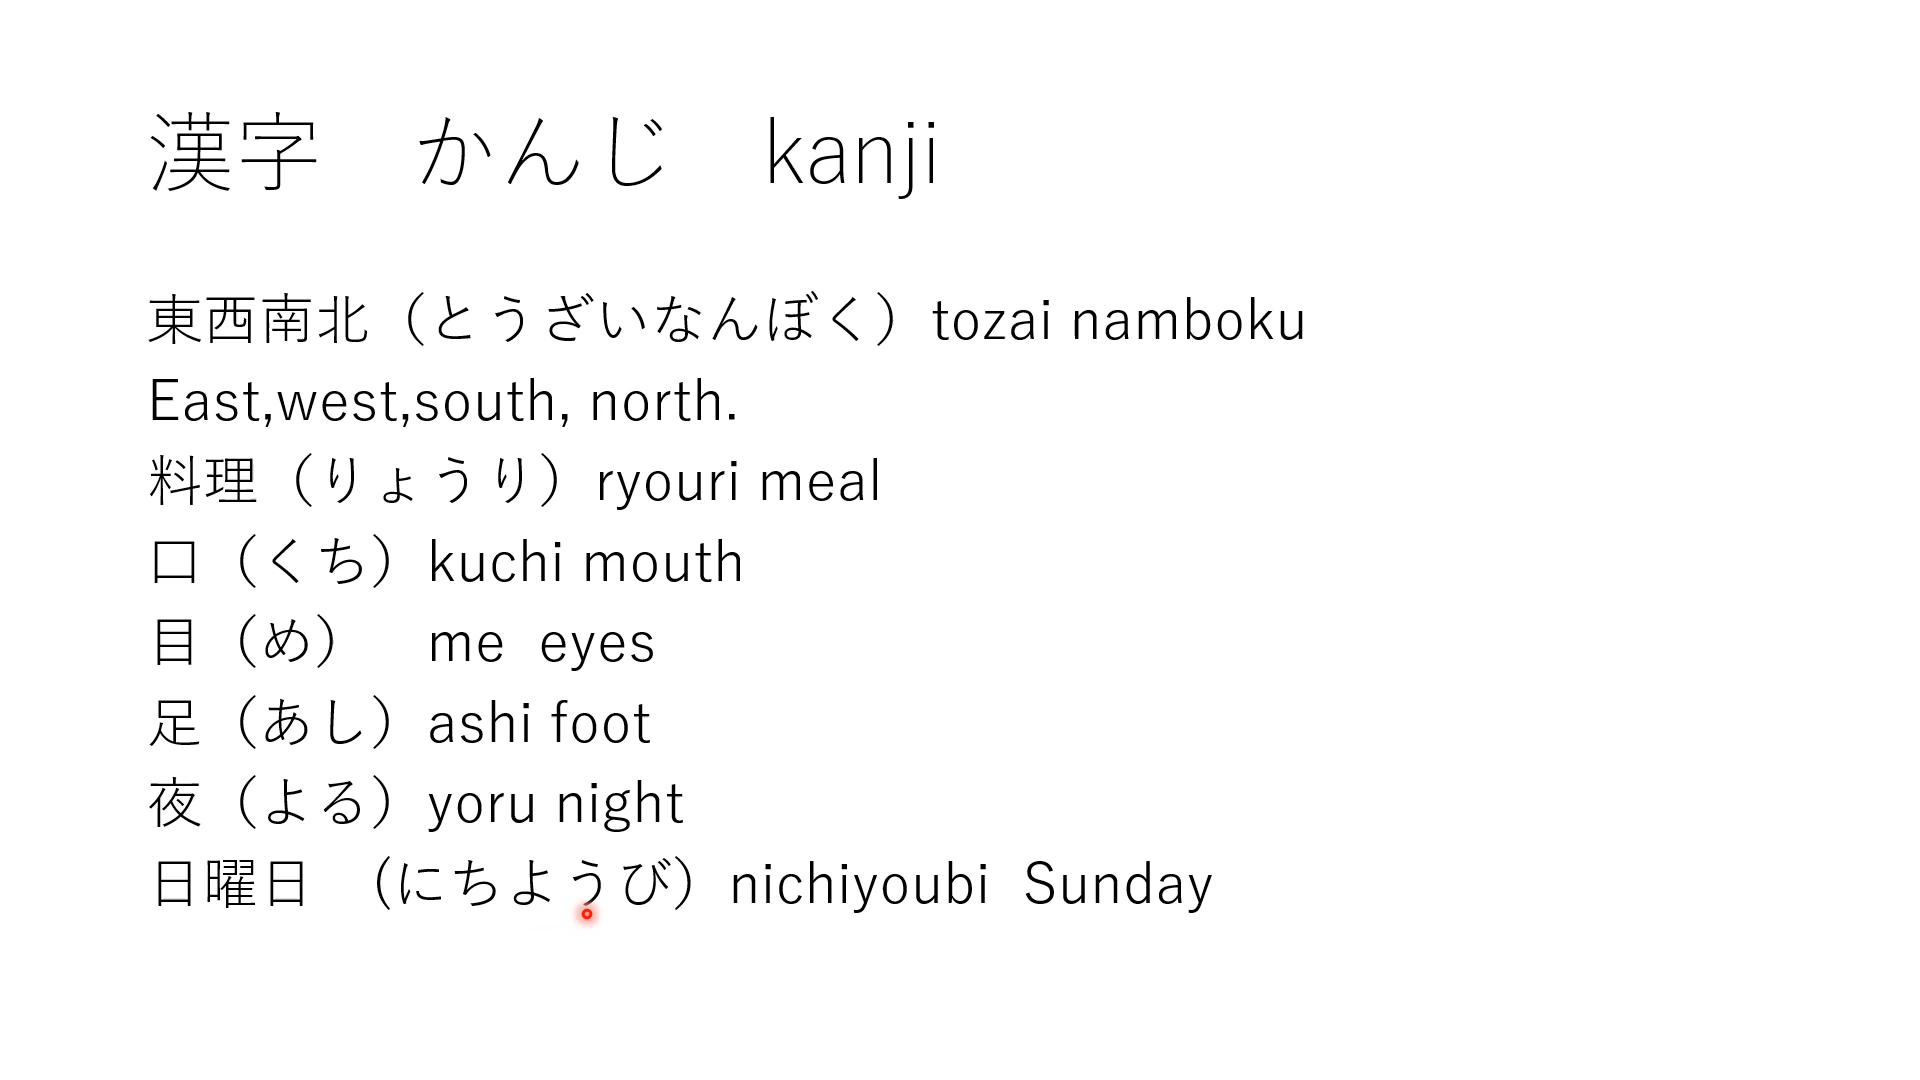 漢字　かんじ　kanji
東西南北（とうざいなんぼく）tozai namboku
East,west,south, north.
料理（りょうり）ryouri meal
口（くち）kuchi mouth
目（め）　me  eyes
足（あし）ashi foot
夜（よる）yoru night
日曜日 （にちようび）nichiyoubi  Sunday